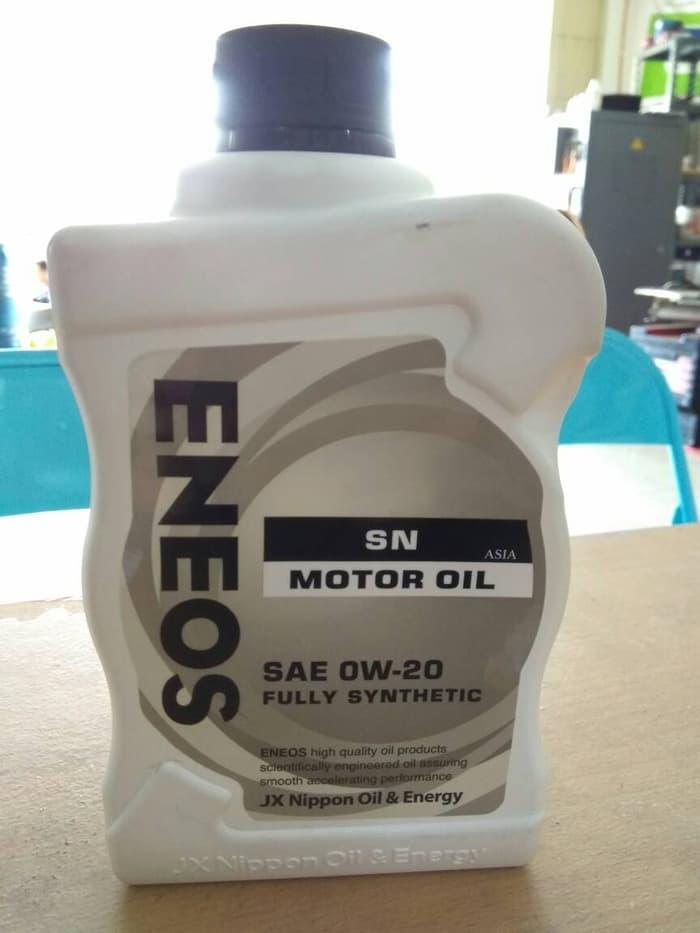 ENEOS
SN
ASIA
MOTOR OIL
SAE 0W-20
FULLY SYNTHETIC
ENEOS high quality oil products
scientifically engineered oil assuring
smooth accelerating performance
JX Nippon Oil & Energy
JX Nippon Oil & Energy